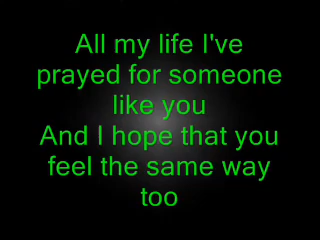 All my life I've
prayed for someone
like you
And I hope that you
feel the same way
too